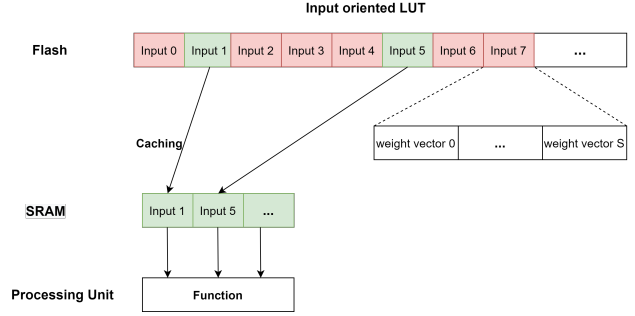 Input oriented LUT
Flash
Input 0 Input 1 Input 2 Input 3 Input 4 Input 5 Input 6 Input 7 ...
Caching
weight vector 0 ... weight vector S
SRAM
Input 1 Input 5 ...
Processing Unit
Function